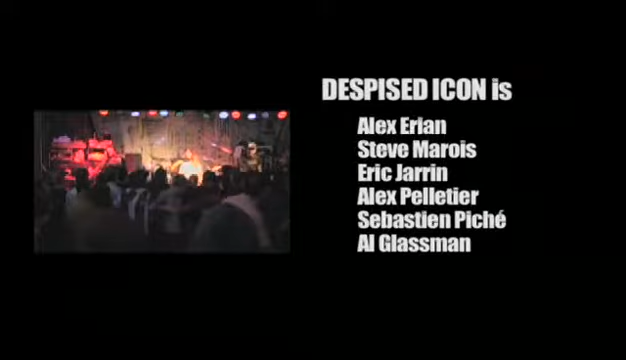 DESPISED ICON is
Alex Erian
Steve Marois
Eric Jarrin
Alex Pelletier
Sebastien Piché
Al Glassman